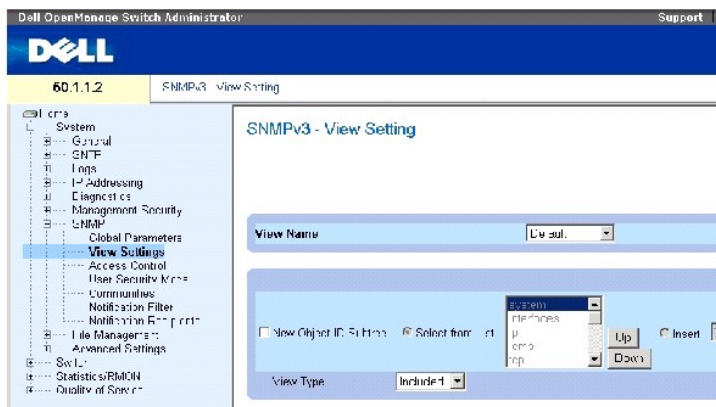 Dell OpenManage Switch Administrator
Support
DELL
60.1.1.2
SNMPv3 - View Setting
Home
System
General
SNTP
Logs
IP Addressing
Diagnostics
Management Security
SNMP
Global Parameters
View Settings
Access Control
User Security Model
Communities
Notification Filter
Notification Recipients
File Management
Advanced Settings
Switch
Statistics/RMON
Quality of Service
SNMPv3 - View Setting
View Name
Default
New Object ID Subtree
Select from List
system
interfaces
ip
icmp
tcp
Up
Down
Insert
View Type
Included